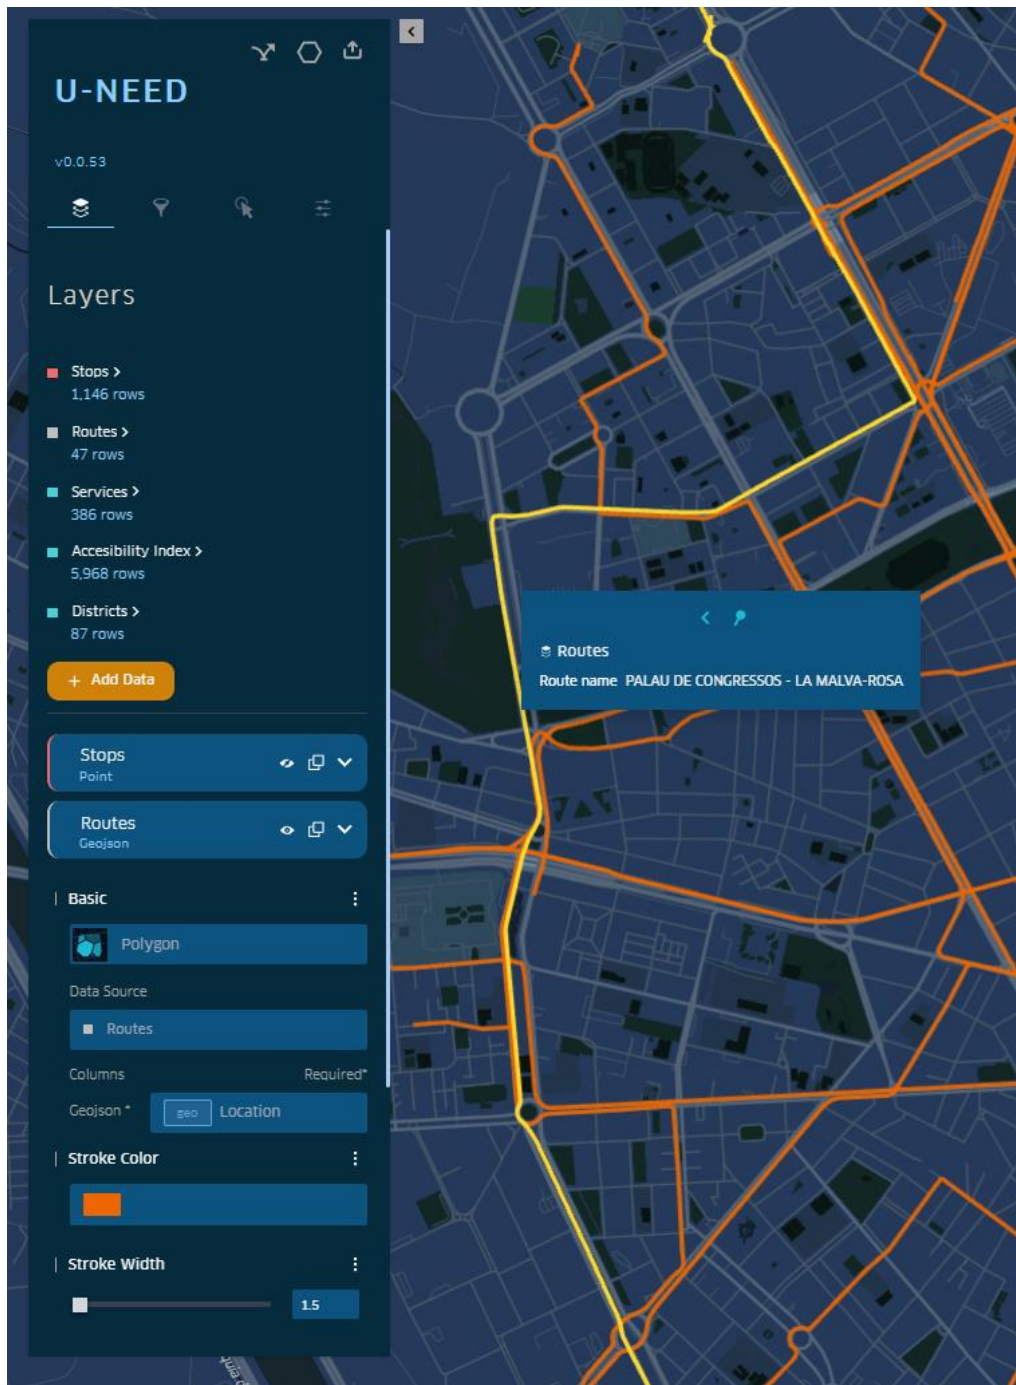 U-NEED
v0.0.53
Layers
Stops >
1,146 rows
Routes >
47 rows
Services >
386 rows
Accesibility Index >
5,968 rows
Districts >
87 rows
+ Add Data
Stops
Point
Routes
Geojson
Basic
Polygon
Data Source
Routes
Columns Required*
Geojson * geo Location
Stroke Color
Stroke Width
1.5
Routes
Route name PALAU DE CONGRESSOS - LA MALVA-ROSA